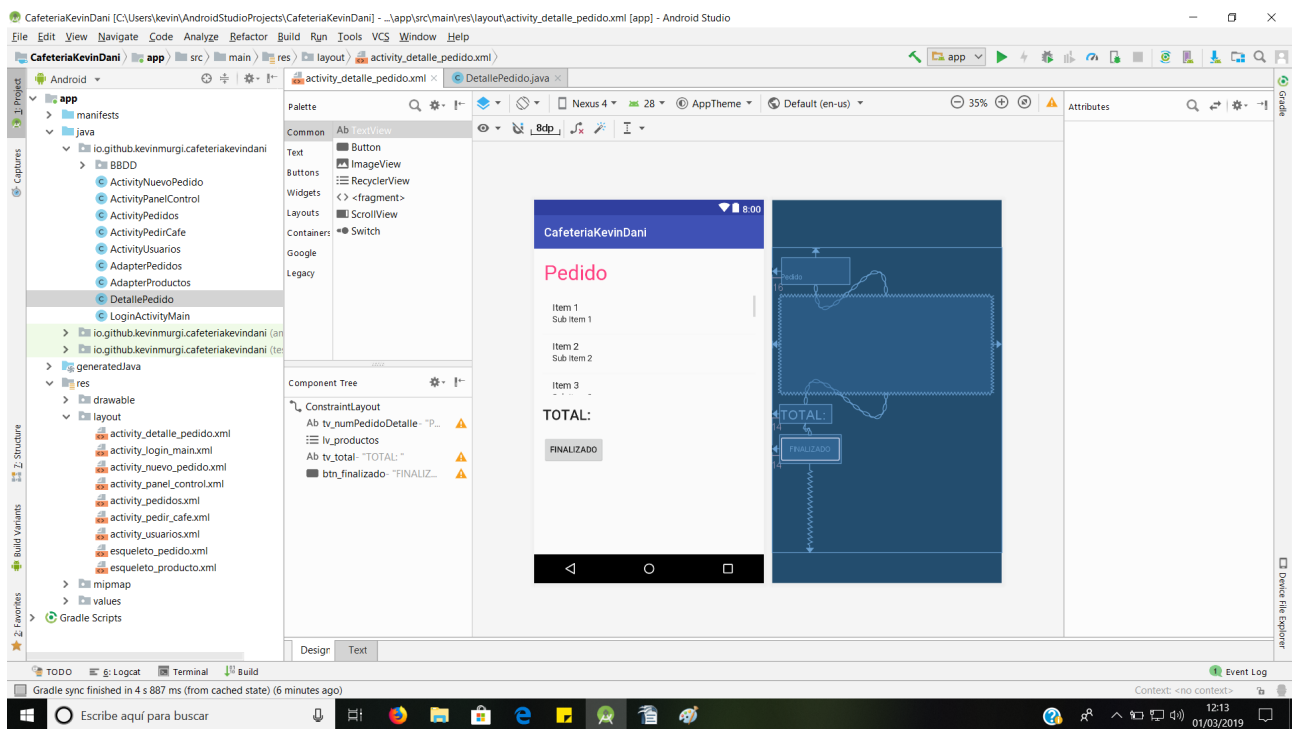 CafeteriaKevinDani [C:\Users\kevin\AndroidStudioProjects\CafeteriaKevinDani] - ...\app\src\main\res\layout\activity_detalle_pedido.xml [app] - Android Studio
File Edit View Navigate Code Analyze Refactor Build Run Tools VCS Window Help
CafeteriaKevinDani app src main res layout activity_detalle_pedido.xml
app
Android
activity_detalle_pedido.xml
DetallePedido.java
1: Project
Captures
Z: Structure
Build Variants
2: Favorites
app
manifests
java
io.github.kevinmurgi.cafeteriakevindani
BBDD
ActivityNuevoPedido
ActivityPanelControl
ActivityPedidos
ActivityPedirCafe
ActivityUsuarios
AdapterPedidos
AdapterProductos
DetallePedido
LoginActivityMain
io.github.kevinmurgi.cafeteriakevindani (an
io.github.kevinmurgi.cafeteriakevindani (te
generatedJava
res
drawable
layout
activity_detalle_pedido.xml
activity_login_main.xml
activity_nuevo_pedido.xml
activity_panel_control.xml
activity_pedidos.xml
activity_pedir_cafe.xml
activity_usuarios.xml
esqueleto_pedido.xml
esqueleto_producto.xml
mipmap
values
Gradle Scripts
Palette
Common
Text
Buttons
Widgets
Layouts
Containers
Google
Legacy
Ab TextView
Button
ImageView
RecyclerView
<fragment>
ScrollView
Switch
Component Tree
ConstraintLayout
Ab tv_numPedidoDetalle- "P...
lv_productos
Ab tv_total- "TOTAL: "
btn_finalizado- "FINALIZ...
Design Text
Nexus 4 28 AppTheme Default (en-us) 35%
8dp
8:00
CafeteriaKevinDani
Pedido
Item 1
Sub Item 1
Item 2
Sub Item 2
Item 3
TOTAL:
FINALIZADO
Pedido
16
TOTAL:
14
FINALIZADO
14
Attributes
Gradle
Device File Explorer
TODO 6: Logcat Terminal Build
1 Event Log
Gradle sync finished in 4 s 887 ms (from cached state) (6 minutes ago)
Context: <no context>
Escribe aquí para buscar
12:13
01/03/2019